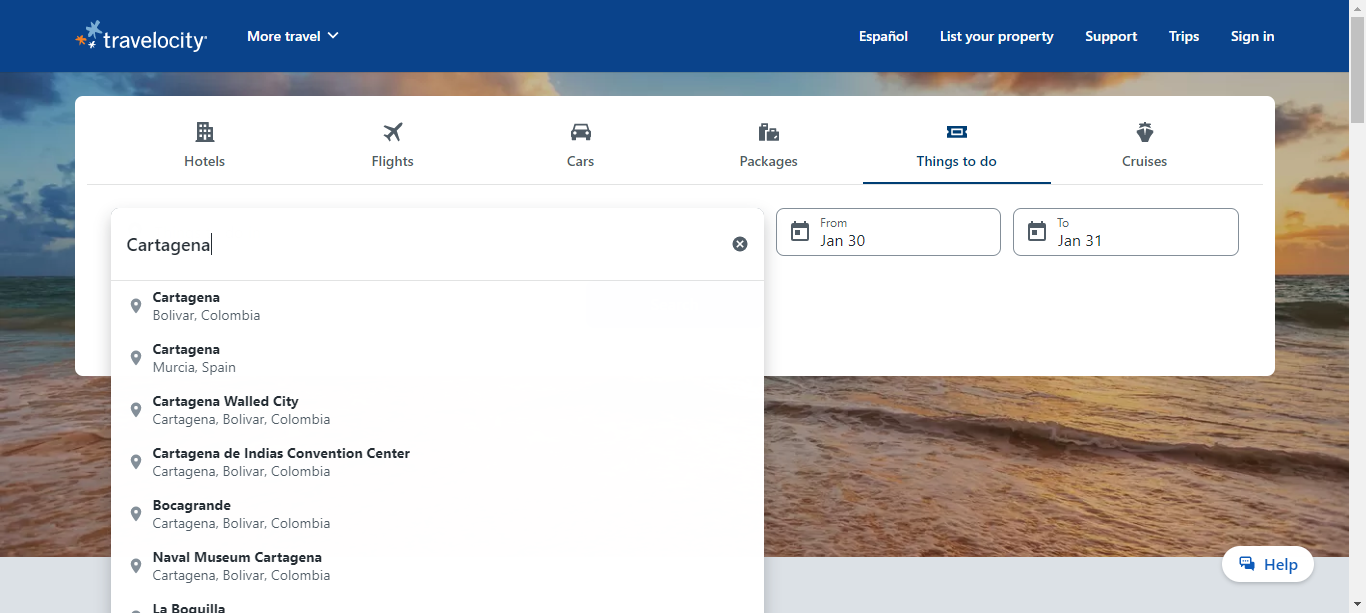 travelocity
More travel
Español
List your property
Support
Trips
Sign in
Hotels
Flights
Cars
Packages
Things to do
Cruises
Cartagena
From
Jan 30
To
Jan 31
Cartagena
Bolivar, Colombia
Cartagena
Murcia, Spain
Cartagena Walled City
Cartagena, Bolivar, Colombia
Cartagena de Indias Convention Center
Cartagena, Bolivar, Colombia
Bocagrande
Cartagena, Bolivar, Colombia
Naval Museum Cartagena
Cartagena, Bolivar, Colombia
La Boquilla
Help